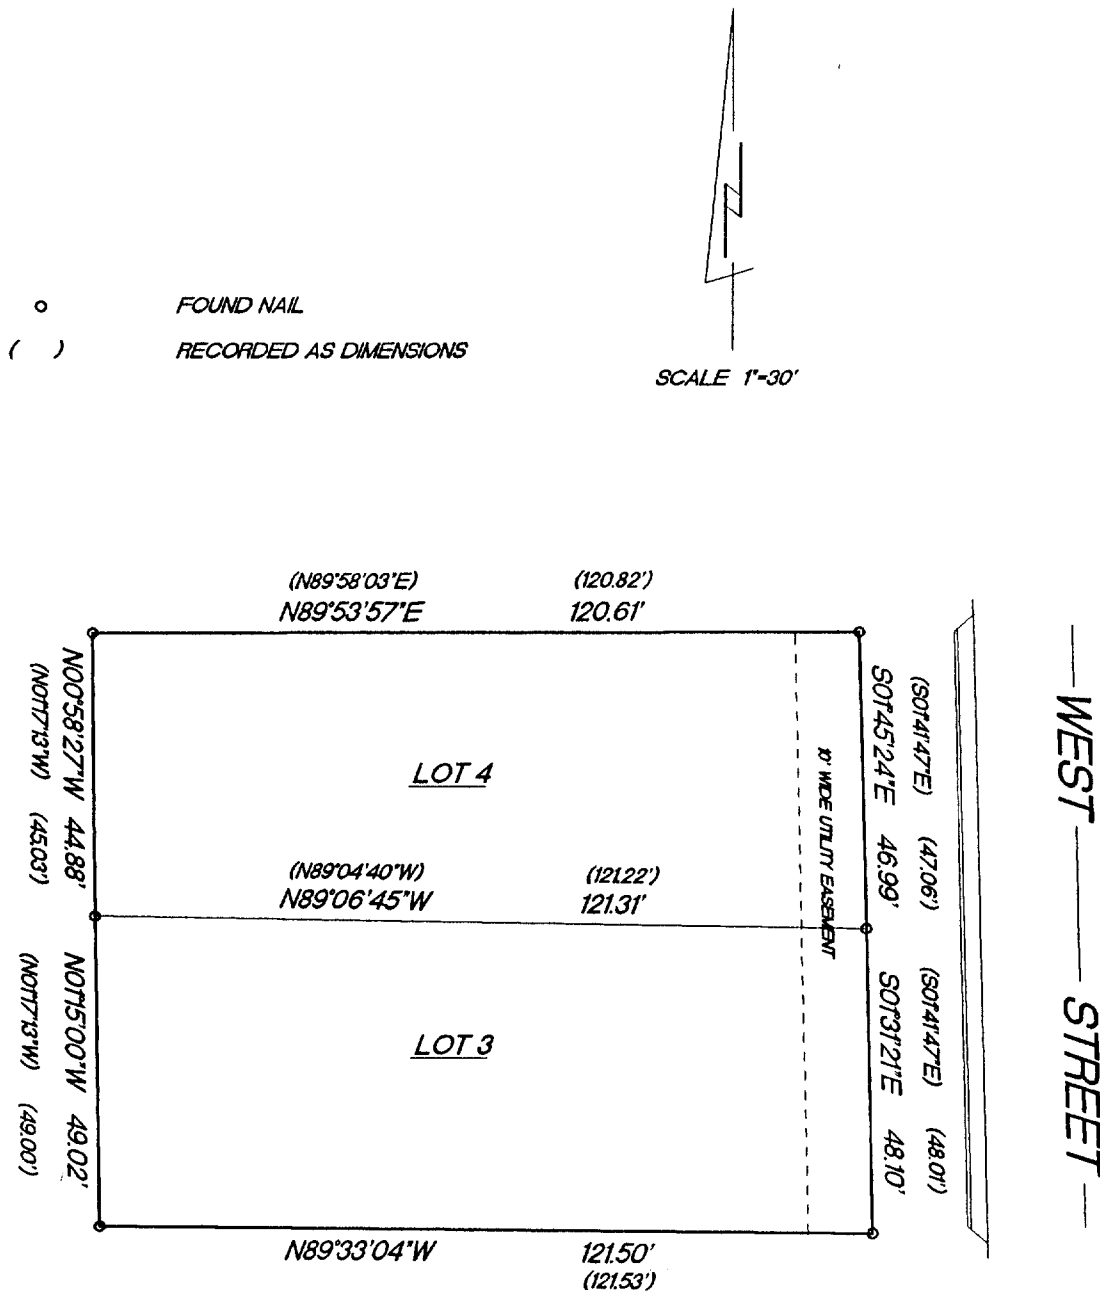 FOUND NAIL
( ) RECORDED AS DIMENSIONS
SCALE 1"=30'
(N89°58'03"E) (120.82')
N89°53'57"E 120.61'
N00°58'27"W 44.88'
(N01°17'13"W) (45.03')
LOT 4
10' WIDE UTILITY EASEMENT
(S01°41'47"E) (47.06')
S01°45'24"E 46.99'
(N89°04'40"W) (121.22')
N89°06'45"W 121.31'
N01°15'00"W 49.02'
(N01°17'13"W) (49.00')
LOT 3
(S01°41'47"E) (48.01')
S01°31'21"E 48.10'
WEST STREET
N89°33'04"W 121.50'
(121.53')